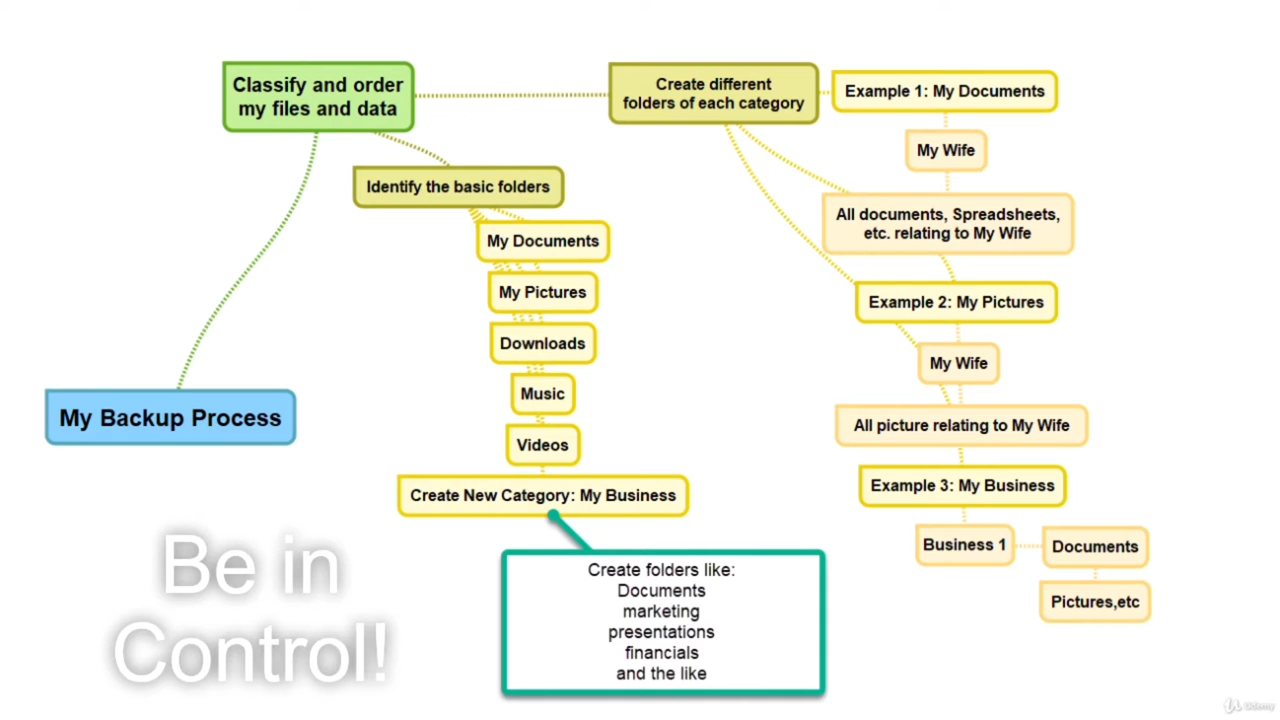 Classify and order
my files and data
Create different
folders of each category
Example 1: My Documents
My Wife
All documents, Spreadsheets,
etc. relating to My Wife
Identify the basic folders
My Documents
My Pictures
Downloads
Music
Videos
Create New Category: My Business
Example 2: My Pictures
My Wife
All picture relating to My Wife
Example 3: My Business
Business 1
Documents
Pictures,etc
My Backup Process
Create folders like:
Documents
marketing
presentations
financials
and the like
Be in
Control!
Udemy